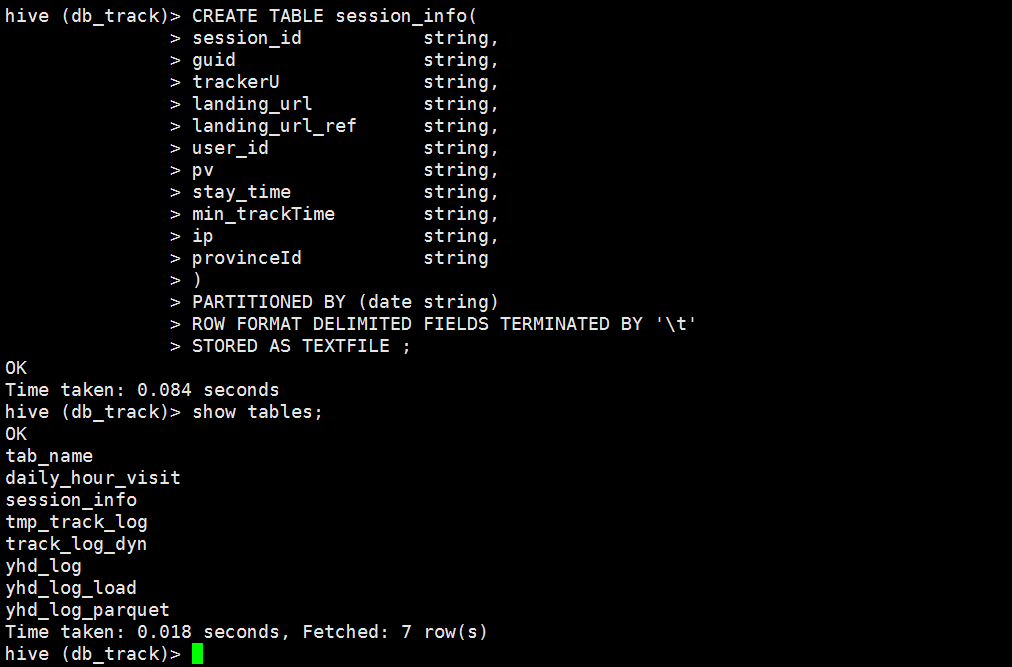 hive (db_track)> CREATE TABLE session_info(
> session_id string,
> guid string,
> trackerU string,
> landing_url string,
> landing_url_ref string,
> user_id string,
> pv string,
> stay_time string,
> min_trackTime string,
> ip string,
> provinceId string
> )
> PARTITIONED BY (date string)
> ROW FORMAT DELIMITED FIELDS TERMINATED BY '\t'
> STORED AS TEXTFILE ;
OK
Time taken: 0.084 seconds
hive (db_track)> show tables;
OK
tab_name
daily_hour_visit
session_info
tmp_track_log
track_log_dyn
yhd_log
yhd_log_load
yhd_log_parquet
Time taken: 0.018 seconds, Fetched: 7 row(s)
hive (db_track)>